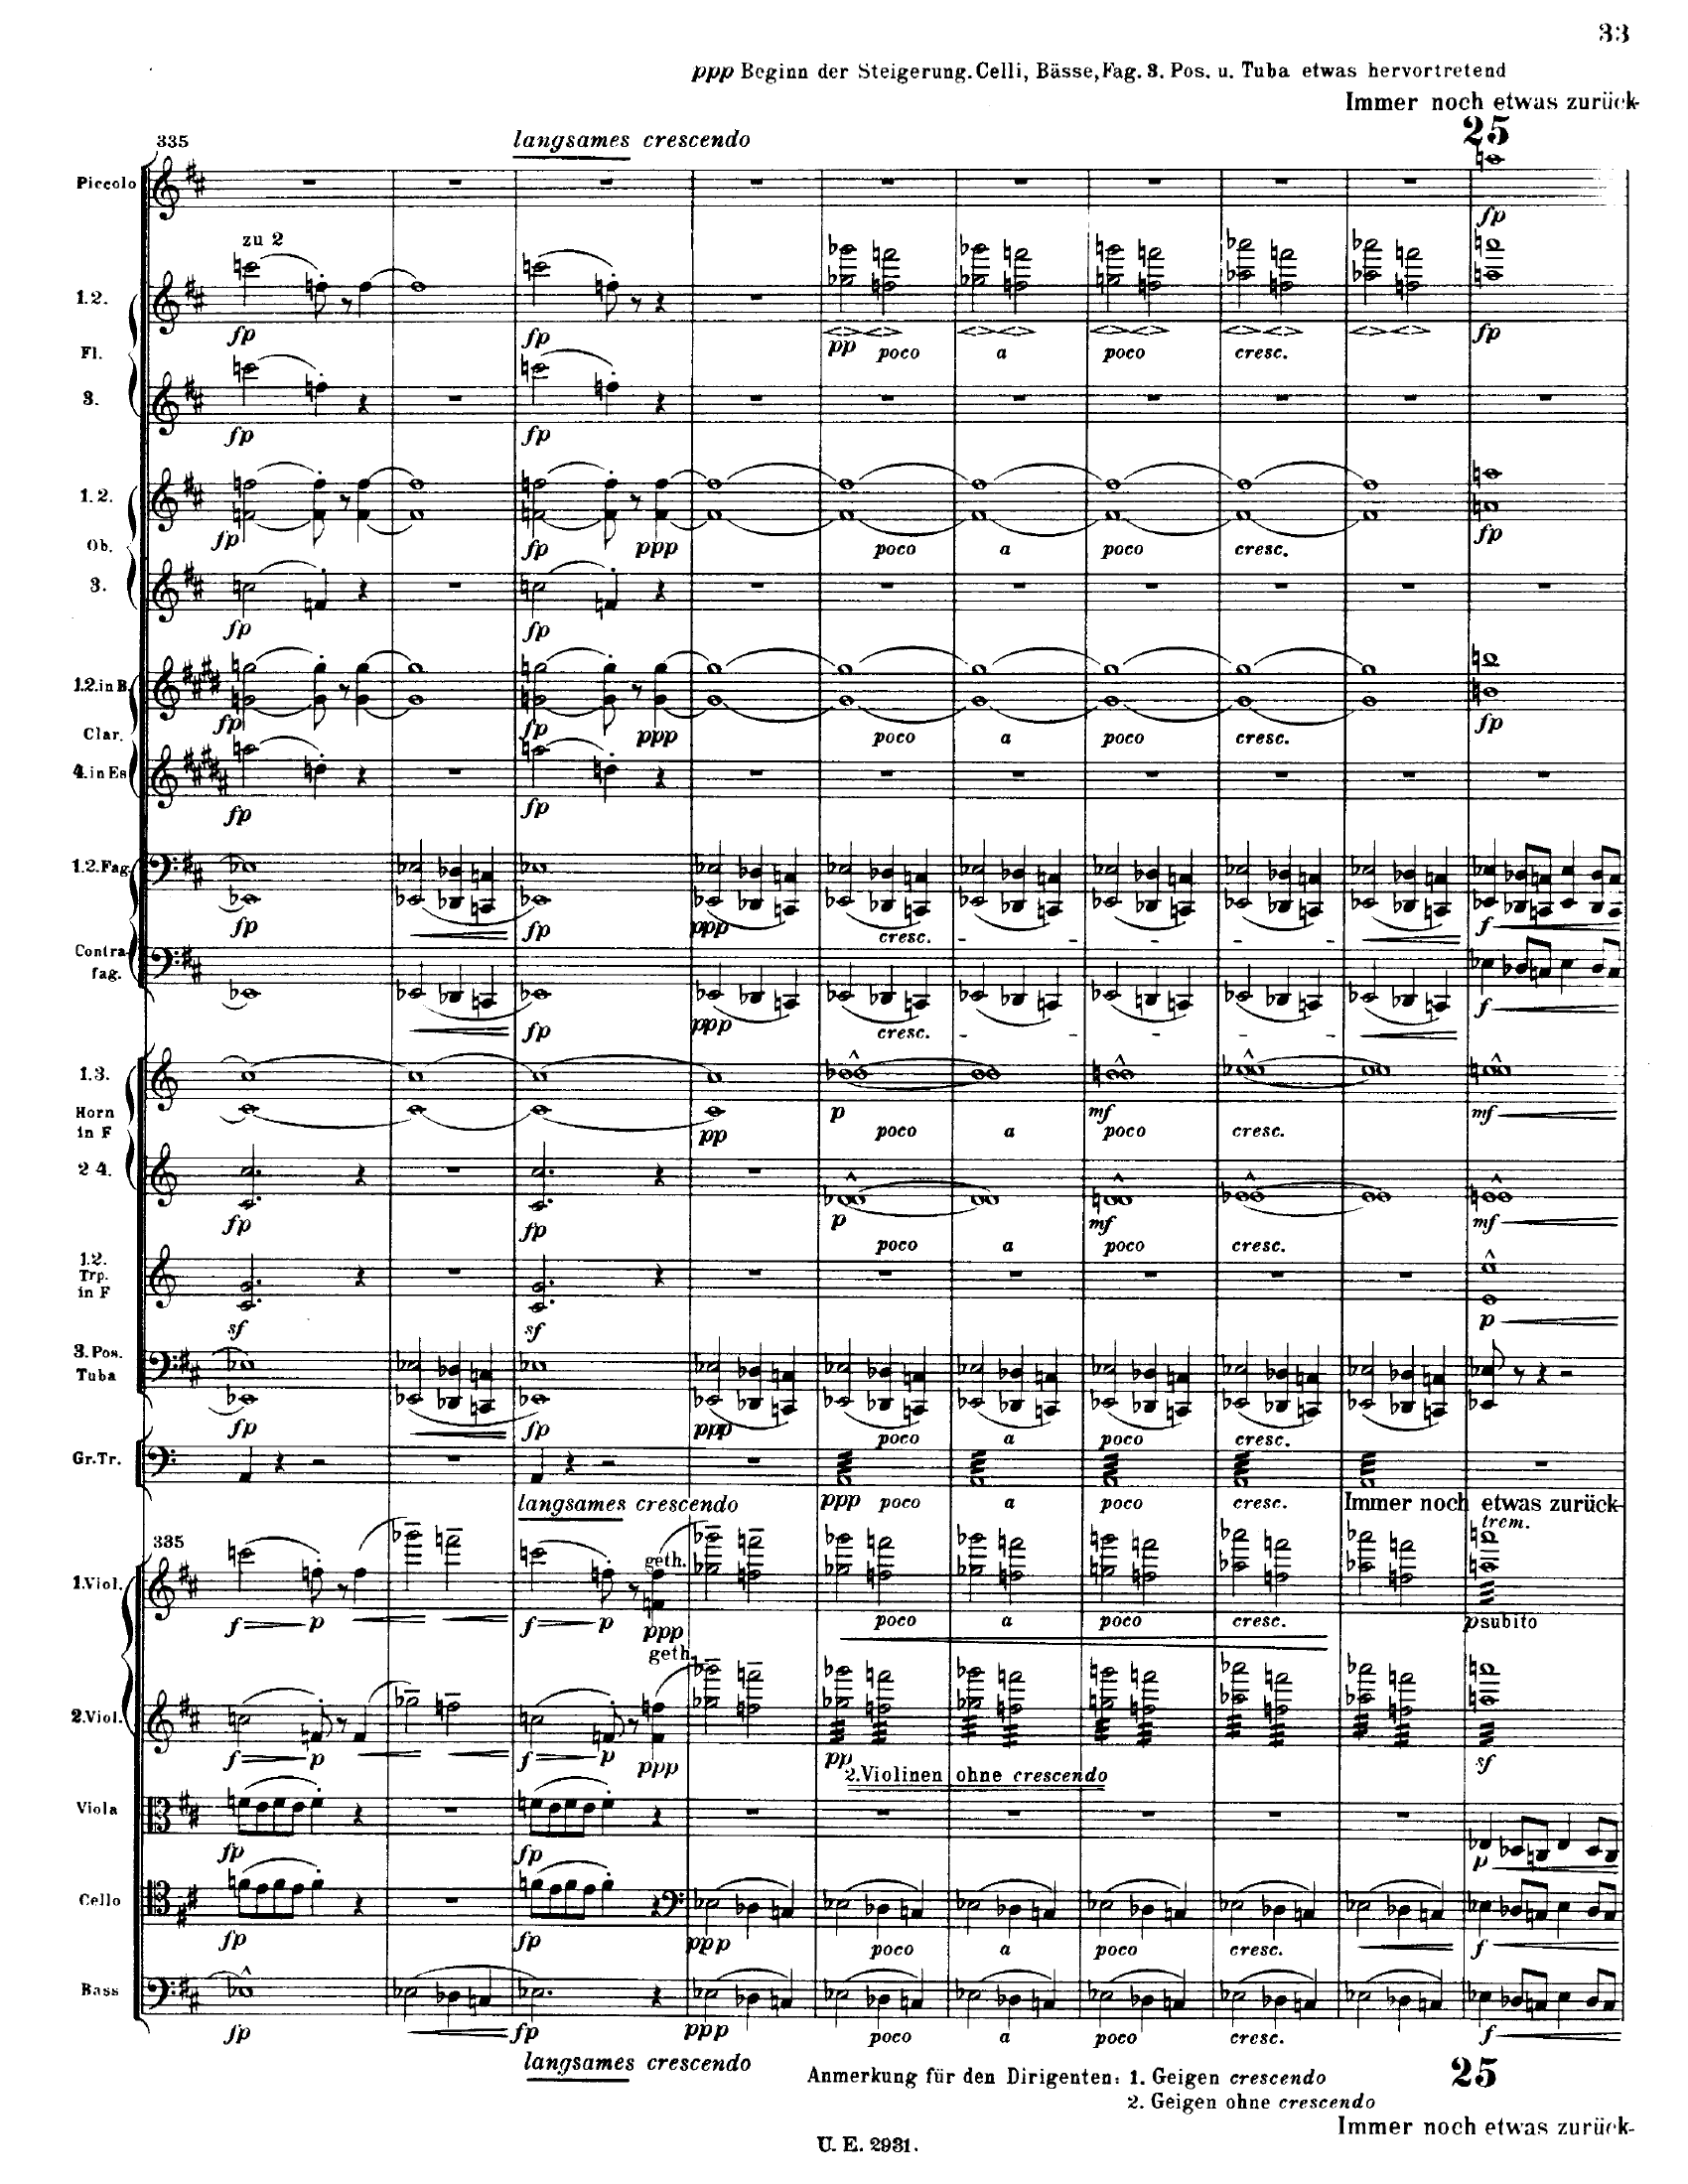 33
ppp Beginn der Steigerung. Celli, Bässe, Fag. 3. Pos. u. Tuba etwas hervortretend
Immer noch etwas zurück-
25
335
langsames crescendo
Piccolo
fp
zu 2
1.2.
fp fp pp poco a poco cresc. fp
Fl.
3.
fp fp
1.2.
fp fp ppp poco a poco cresc. fp
Ob.
3.
fp fp
1.2. in B
fp fp ppp poco a poco cresc. fp
Clar.
4. in Es
fp fp
1.2. Fag.
fp fp ppp cresc. - - - - f
Contra-
fag.
fp ppp cresc. - - - - f
1.3.
p mf mf
Horn
in F
pp poco a poco cresc.
2 4.
fp fp p mf mf
poco a poco cresc.
1.2.
Trp.
in F
sf sf p
3. Pos.
Tuba
fp fp ppp poco a poco cresc.
Gr. Tr.
ppp poco a poco cresc.
langsames crescendo
Immer noch etwas zurück-
trem.
335
1. Viol.
geth.
f p f p ppp poco a poco cresc. p subito
geth.
2. Viol.
f p f p ppp pp sf
2. Violinen ohne crescendo
Viola
fp fp p
Cello
fp fp ppp poco a poco cresc. f
Bass
fp fp ppp poco a poco cresc. f
langsames crescendo
Anmerkung für den Dirigenten: 1. Geigen crescendo
2. Geigen ohne crescendo
25
Immer noch etwas zurück-
U. E. 2931.